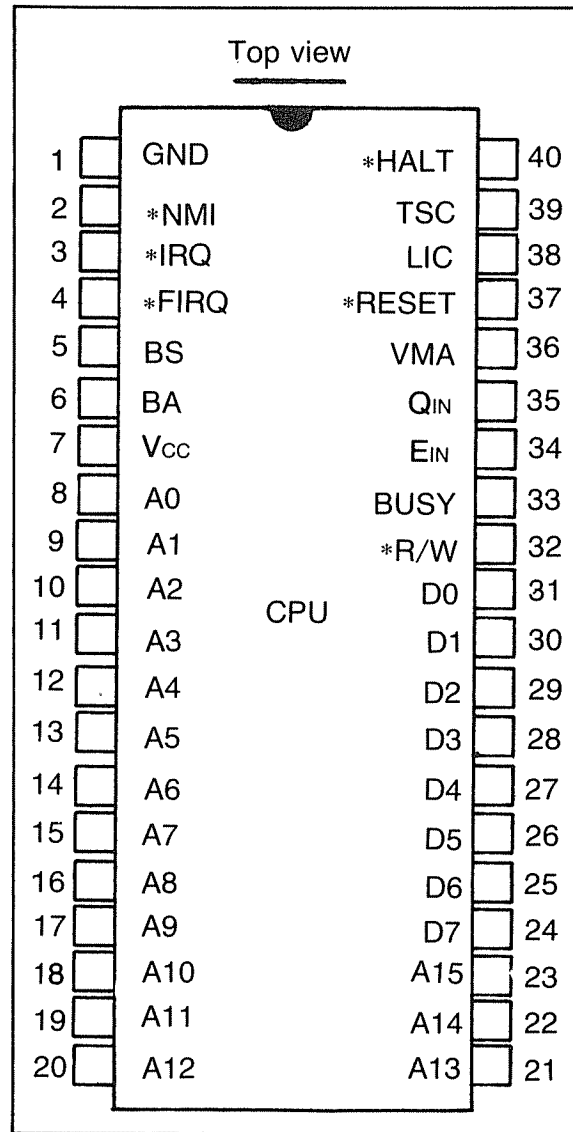 Top view
1 GND *HALT 40
2 *NMI TSC 39
3 *IRQ LIC 38
4 *FIRQ *RESET 37
5 BS VMA 36
6 BA QIN 35
7 VCC EIN 34
8 A0 BUSY 33
9 A1 *R/W 32
10 A2 D0 31
CPU
11 A3 D1 30
12 A4 D2 29
13 A5 D3 28
14 A6 D4 27
15 A7 D5 26
16 A8 D6 25
17 A9 D7 24
18 A10 A15 23
19 A11 A14 22
20 A12 A13 21